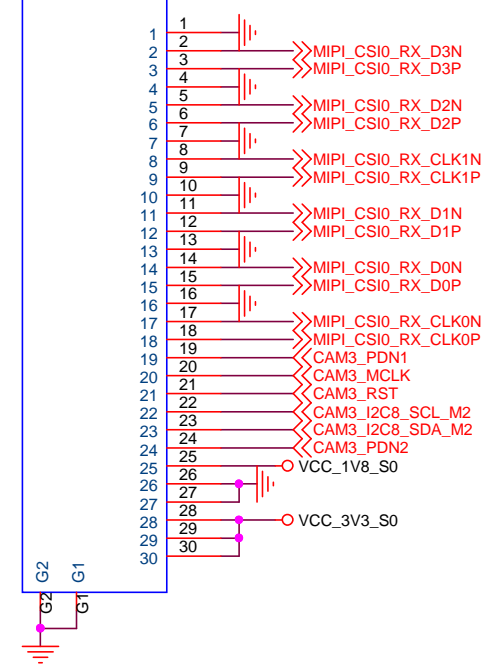 1 1
2 2 MIPI_CSI0_RX_D3N
3 3 MIPI_CSI0_RX_D3P
4 4
5 5 MIPI_CSI0_RX_D2N
6 6 MIPI_CSI0_RX_D2P
7 7
8 8 MIPI_CSI0_RX_CLK1N
9 9 MIPI_CSI0_RX_CLK1P
10 10
11 11 MIPI_CSI0_RX_D1N
12 12 MIPI_CSI0_RX_D1P
13 13
14 14 MIPI_CSI0_RX_D0N
15 15 MIPI_CSI0_RX_D0P
16 16
17 17 MIPI_CSI0_RX_CLK0N
18 18 MIPI_CSI0_RX_CLK0P
19 19 CAM3_PDN1
20 20 CAM3_MCLK
21 21 CAM3_RST
22 22 CAM3_I2C8_SCL_M2
23 23 CAM3_I2C8_SDA_M2
24 24 CAM3_PDN2
25 25 VCC_1V8_S0
26 26
27 27
28 28 VCC_3V3_S0
29 29
30 30
G2 G1
G2 G1